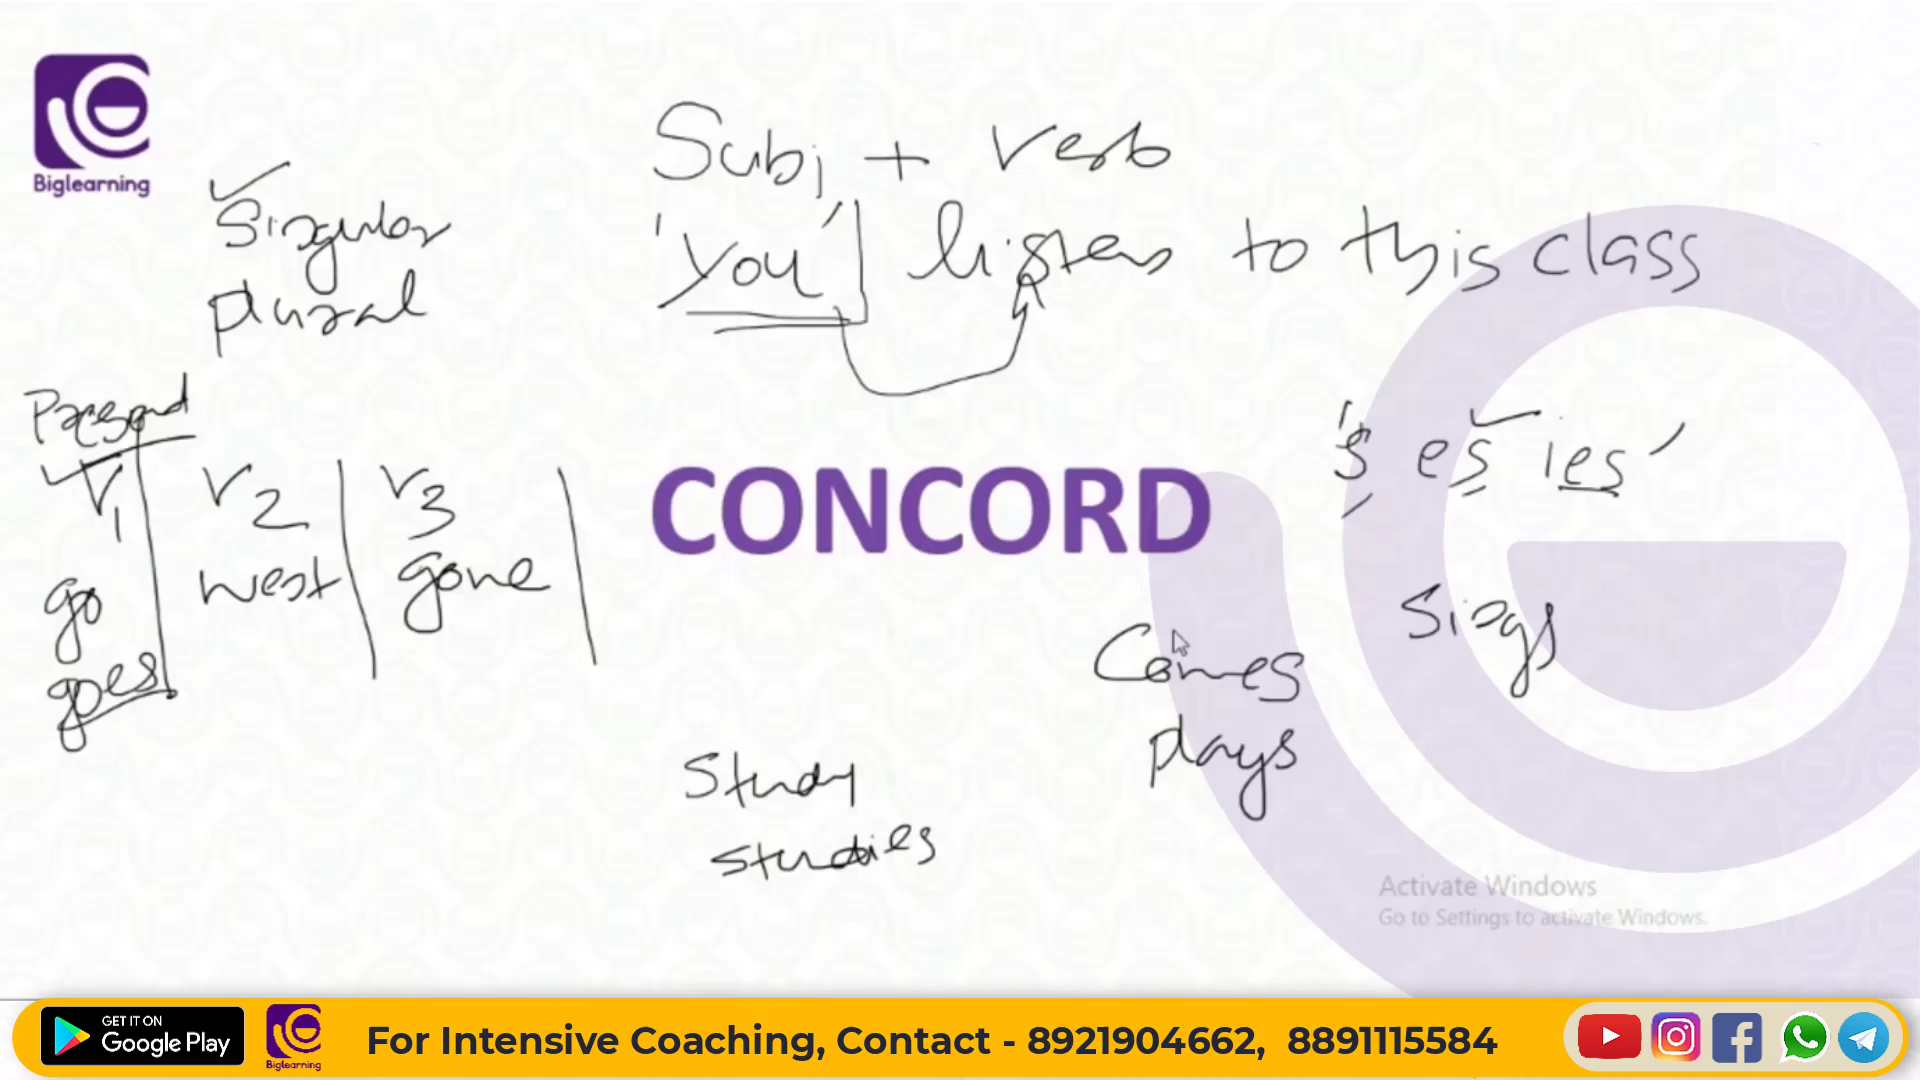 Biglearning
Subj + verb
Singular
plural
'you' listen to this class
Present
's es ies'
V1 V2 V3
CONCORD
go went gone
goes
Sings
Comes
plays
Study
studies
Activate Windows
Go to Settings to activate Windows.
GET IT ON
Google Play
Biglearning
For Intensive Coaching, Contact - 8921904662, 8891115584